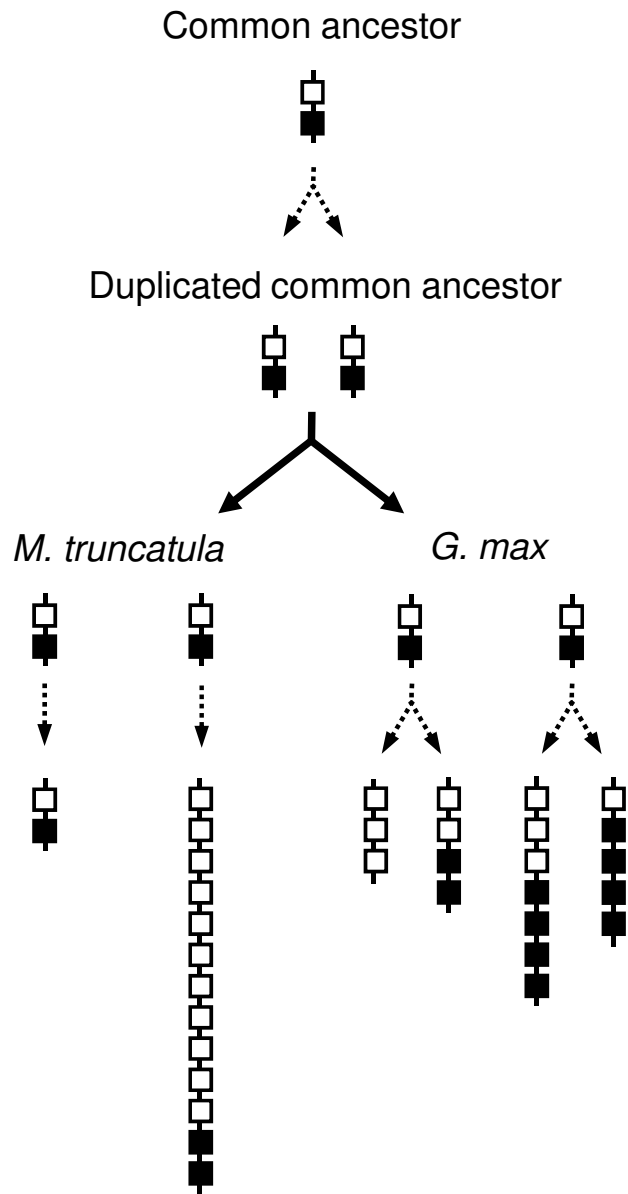 Common ancestor
Duplicated common ancestor
M. truncatula
G. max